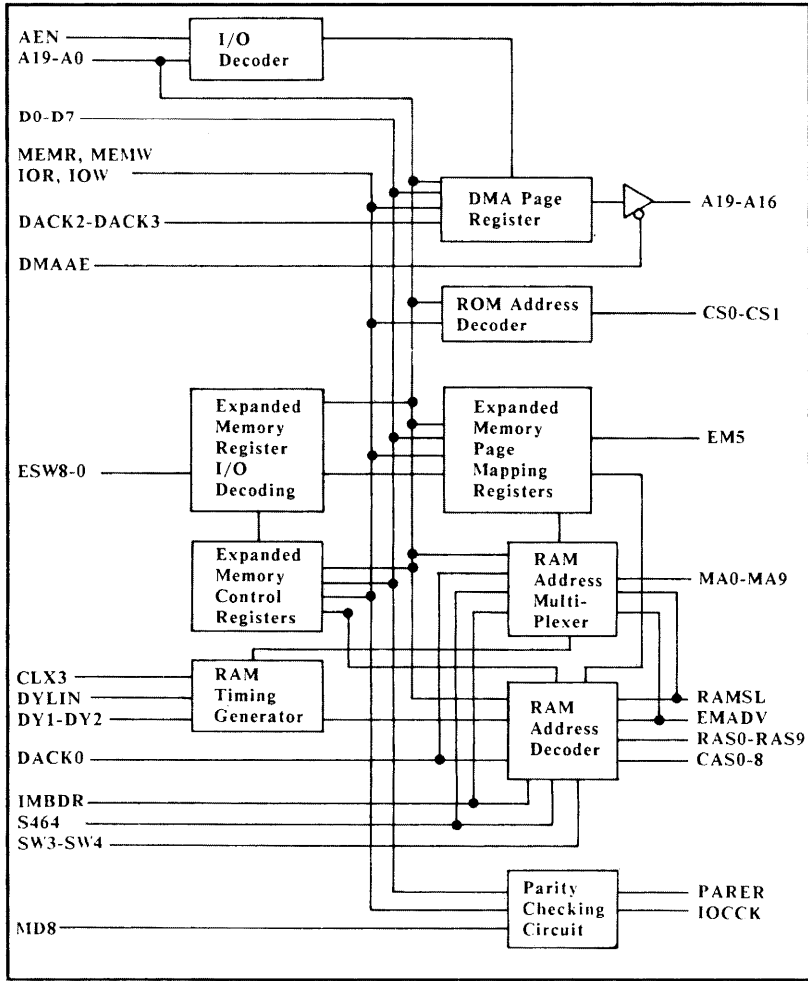 AEN
A19-A0
I/O
Decoder
D0-D7
MEMR, MEMW
IOR, IOW
DACK2-DACK3
DMAAE
DMA Page
Register
A19-A16
ROM Address
Decoder
CS0-CS1
Expanded
Memory
Register
I/O
Decoding
ESW8-0
Expanded
Memory
Page
Mapping
Registers
EM5
Expanded
Memory
Control
Registers
RAM
Address
Multi-
Plexer
MA0-MA9
CLX3
DYLIN
DY1-DY2
RAM
Timing
Generator
RAM
Address
Decoder
RAMSL
EMADV
RAS0-RAS9
CAS0-8
DACK0
IMBDR
S464
SW3-SW4
MD8
Parity
Checking
Circuit
PARER
IOCCK